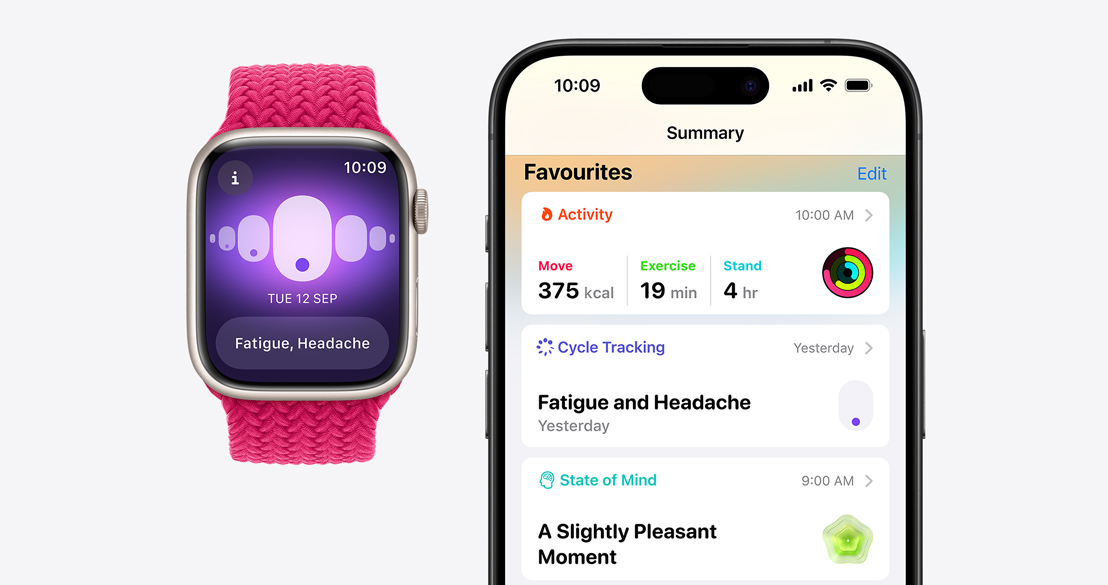 10:09
i
TUE 12 SEP
Fatigue, Headache
10:09
Summary
Favourites Edit
Activity 10:00 AM
Move Exercise Stand
375 kcal 19 min 4 hr
Cycle Tracking Yesterday
Fatigue and Headache
Yesterday
State of Mind 9:00 AM
A Slightly Pleasant
Moment